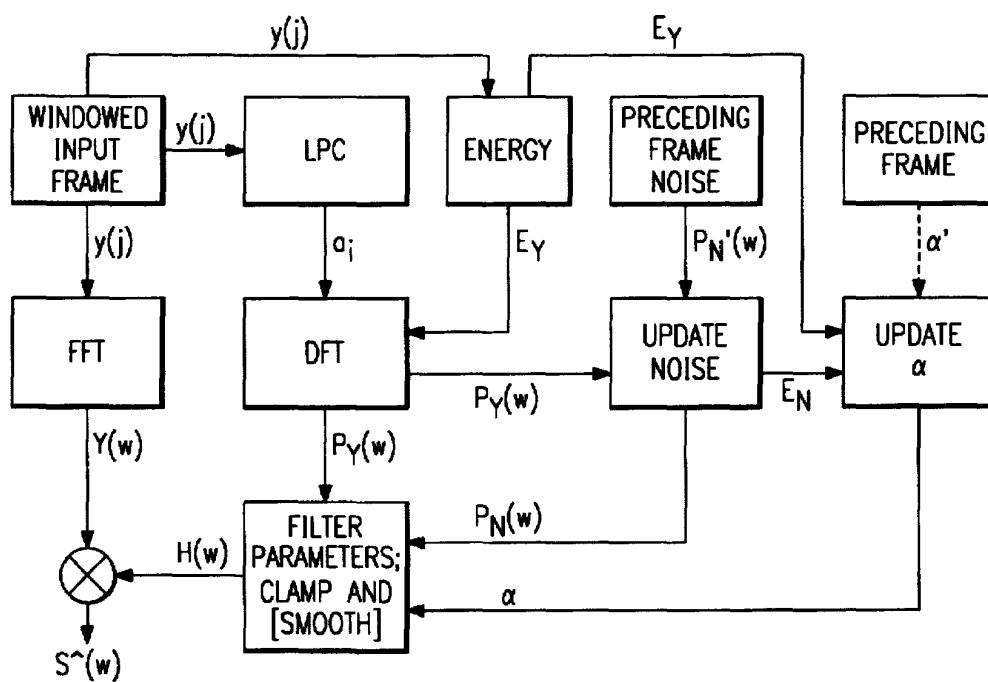 y(j)
E_Y
WINDOWED
INPUT
FRAME
y(j)
LPC
ENERGY
PRECEDING
FRAME
NOISE
PRECEDING
FRAME
y(j)
a_i
E_Y
P_N'(w)
α'
FFT
DFT
UPDATE
NOISE
UPDATE
α
P_Y(w)
E_N
Y(w)
P_Y(w)
P_N(w)
FILTER
PARAMETERS;
CLAMP AND
[SMOOTH]
H(w)
α
S^(w)